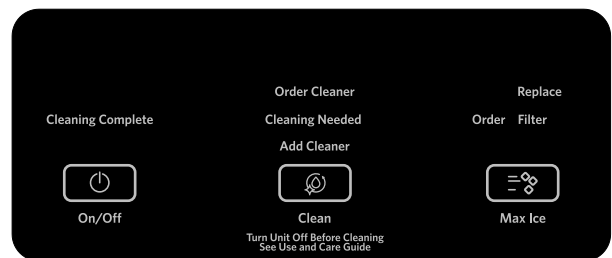 Order Cleaner
Replace
Cleaning Complete
Cleaning Needed
Order Filter
Add Cleaner
On/Off
Clean
Max Ice
Turn Unit Off Before Cleaning
See Use and Care Guide